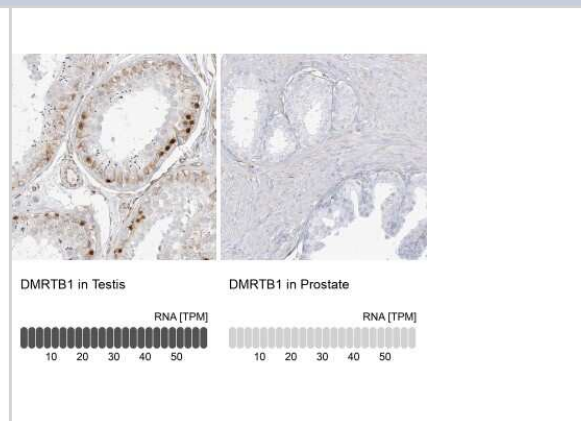 DMRTB1 in Testis
RNA [TPM]
10 20 30 40 50
DMRTB1 in Prostate
RNA [TPM]
10 20 30 40 50